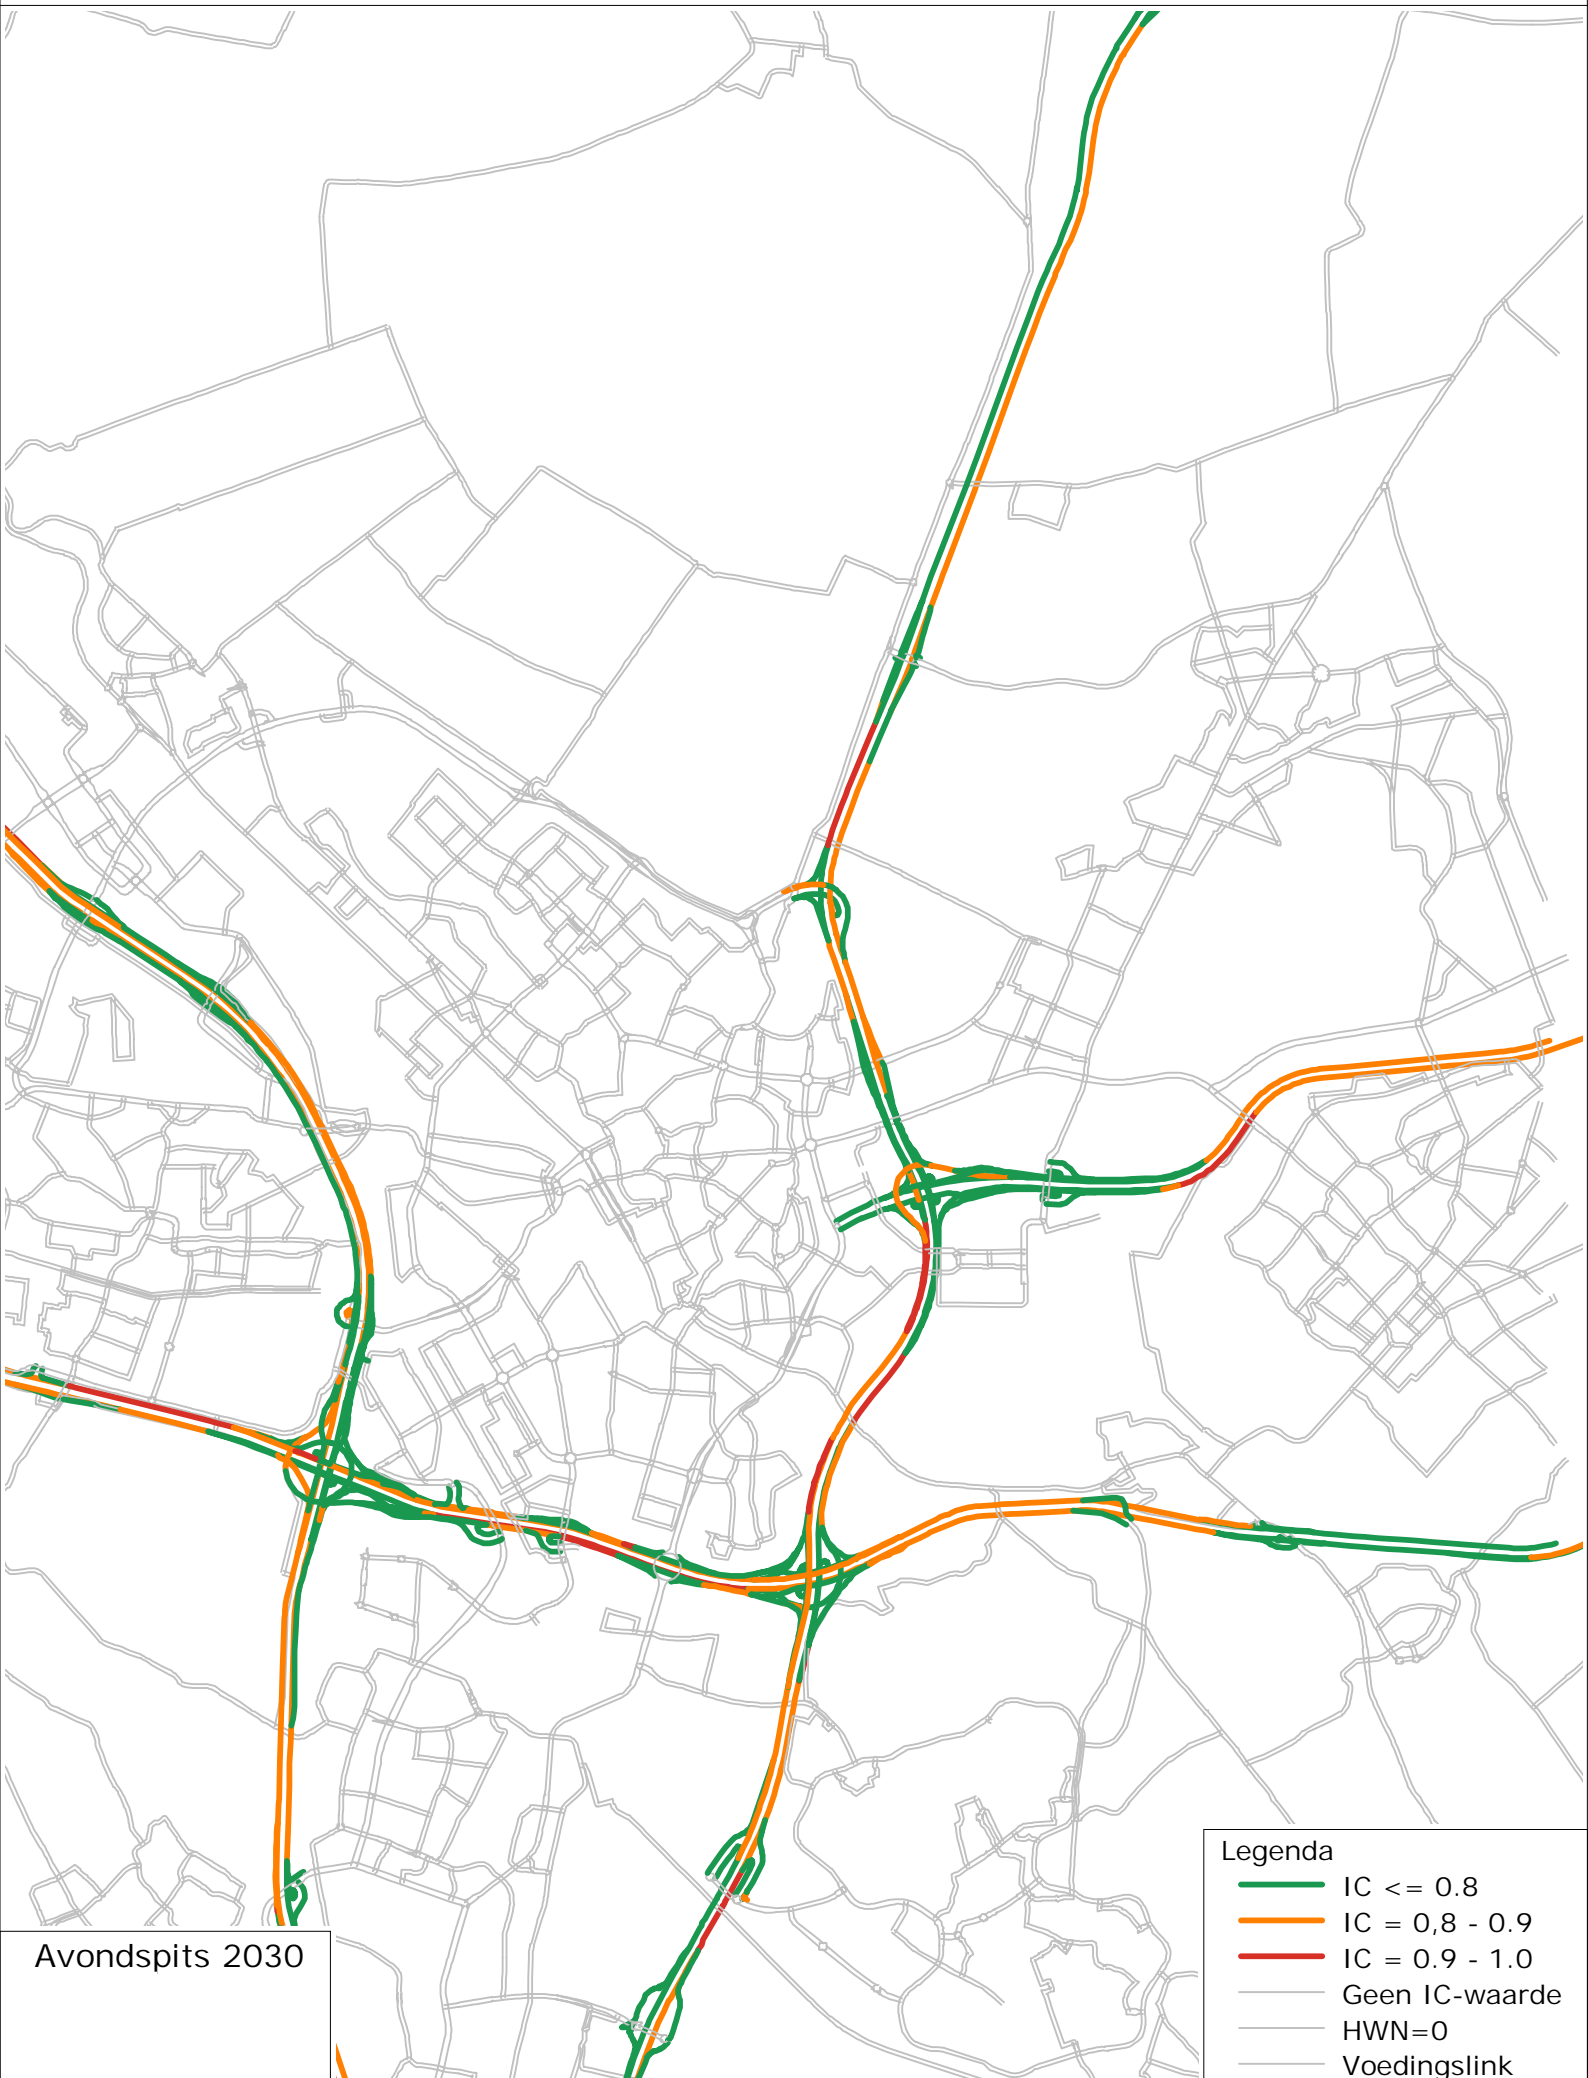 Avondspits 2030
Legenda
IC <= 0.8
IC = 0,8 - 0.9
IC = 0.9 - 1.0
Geen IC-waarde
HWN=0
Voedingslink